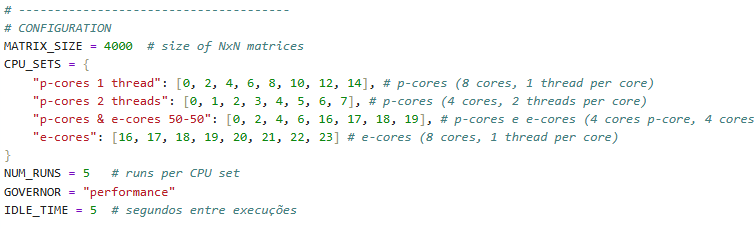 # --------------------------------------
# CONFIGURATION
MATRIX_SIZE = 4000  # size of NxN matrices
CPU_SETS = {
    "p-cores 1 thread": [0, 2, 4, 6, 8, 10, 12, 14], # p-cores (8 cores, 1 thread per core)
    "p-cores 2 threads": [0, 1, 2, 3, 4, 5, 6, 7], # p-cores (4 cores, 2 threads per core)
    "p-cores & e-cores 50-50": [0, 2, 4, 6, 16, 17, 18, 19], # p-cores e e-cores (4 cores p-core, 4 cores
    "e-cores": [16, 17, 18, 19, 20, 21, 22, 23] # e-cores (8 cores, 1 thread per core)
}
NUM_RUNS = 5   # runs per CPU set
GOVERNOR = "performance"
IDLE_TIME = 5  # segundos entre execuções